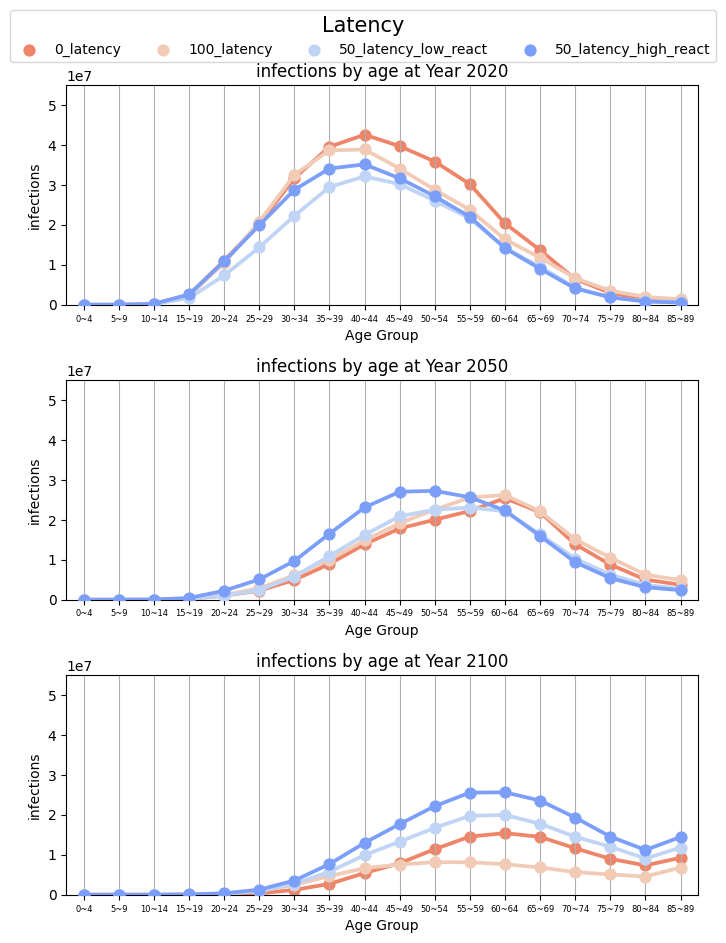 Latency
0_latency 100_latency 50_latency_low_react 50_latency_high_react
infections by age at Year 2020
1e7
5
4
3
2
1
0
infections
0~4 5~9 10~14 15~19 20~24 25~29 30~34 35~39 40~44 45~49 50~54 55~59 60~64 65~69 70~74 75~79 80~84 85~89
Age Group
infections by age at Year 2050
1e7
5
4
3
2
1
0
infections
0~4 5~9 10~14 15~19 20~24 25~29 30~34 35~39 40~44 45~49 50~54 55~59 60~64 65~69 70~74 75~79 80~84 85~89
Age Group
infections by age at Year 2100
1e7
5
4
3
2
1
0
infections
0~4 5~9 10~14 15~19 20~24 25~29 30~34 35~39 40~44 45~49 50~54 55~59 60~64 65~69 70~74 75~79 80~84 85~89
Age Group